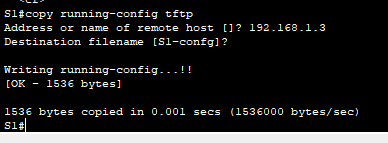 S1#copy running-config tftp
Address or name of remote host []? 192.168.1.3
Destination filename [S1-confg]?
Writing running-config...!!
[OK - 1536 bytes]
1536 bytes copied in 0.001 secs (1536000 bytes/sec)
S1#